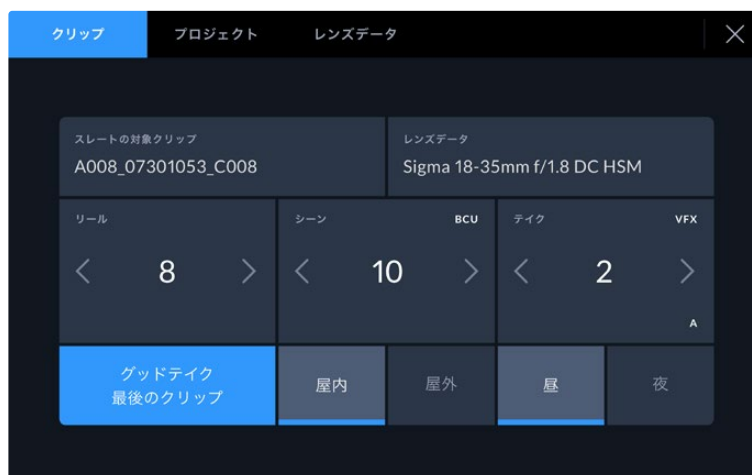 クリップ プロジェクト レンズデータ
スレートの対象クリップ レンズデータ
A008_07301053_C008 Sigma 18-35mm f/1.8 DC HSM
リール シーン BCU テイク VFX
8 10 2
A
グッドテイク
最後のクリップ
屋内 屋外 昼 夜